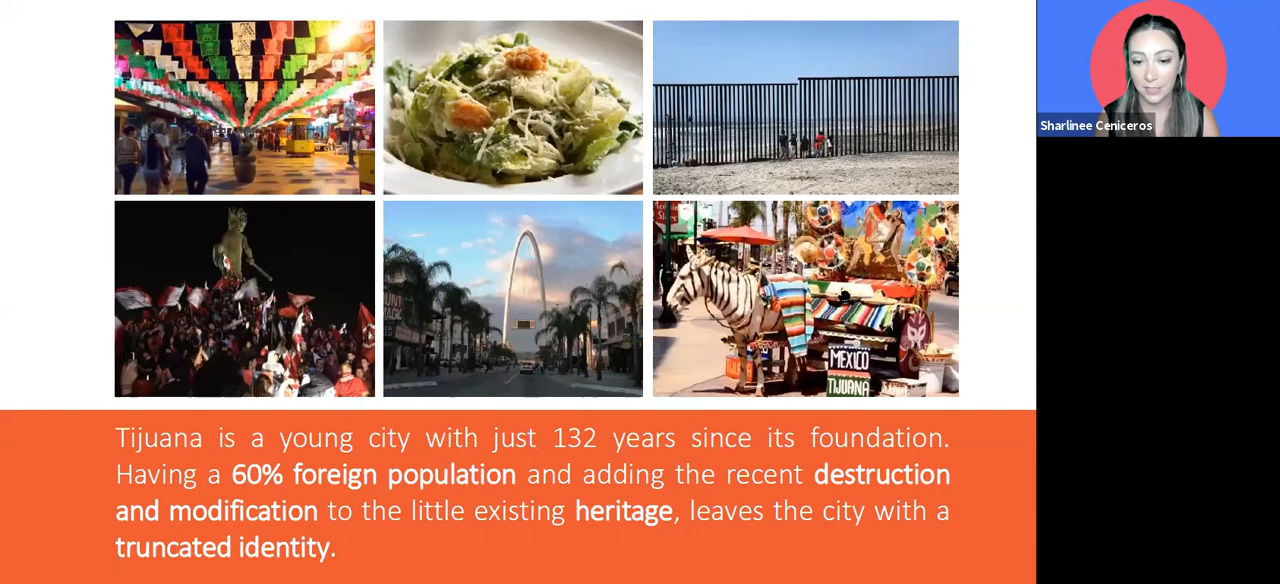 Sharlinee Ceniceros
MEXICO
TIJUANA
Tijuana is a young city with just 132 years since its foundation.
Having a 60% foreign population and adding the recent destruction
and modification to the little existing heritage, leaves the city with a
truncated identity.